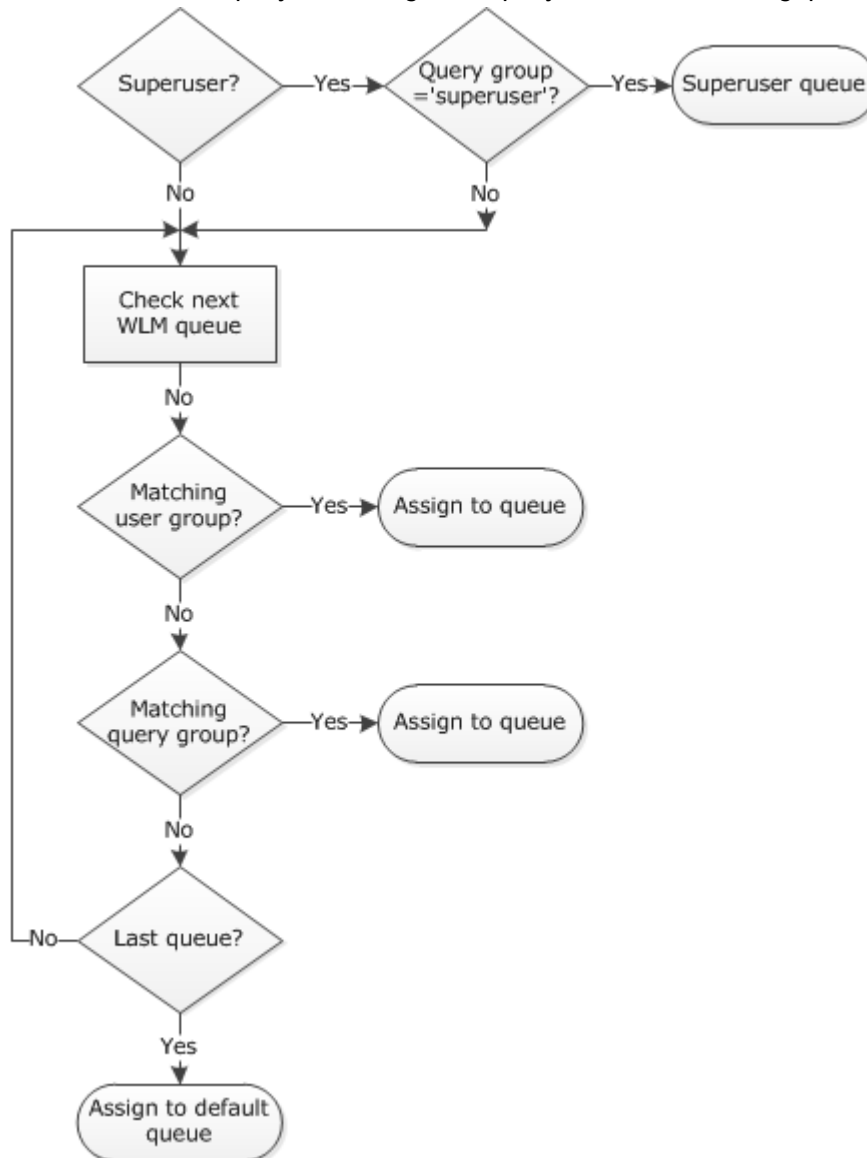 Superuser?
Yes
Query group
='superuser'?
Yes
Superuser queue
No
No
Check next
WLM queue
No
Matching
user group?
Yes
Assign to queue
No
Matching
query group?
Yes
Assign to queue
No
Last queue?
No
Yes
Assign to default
queue